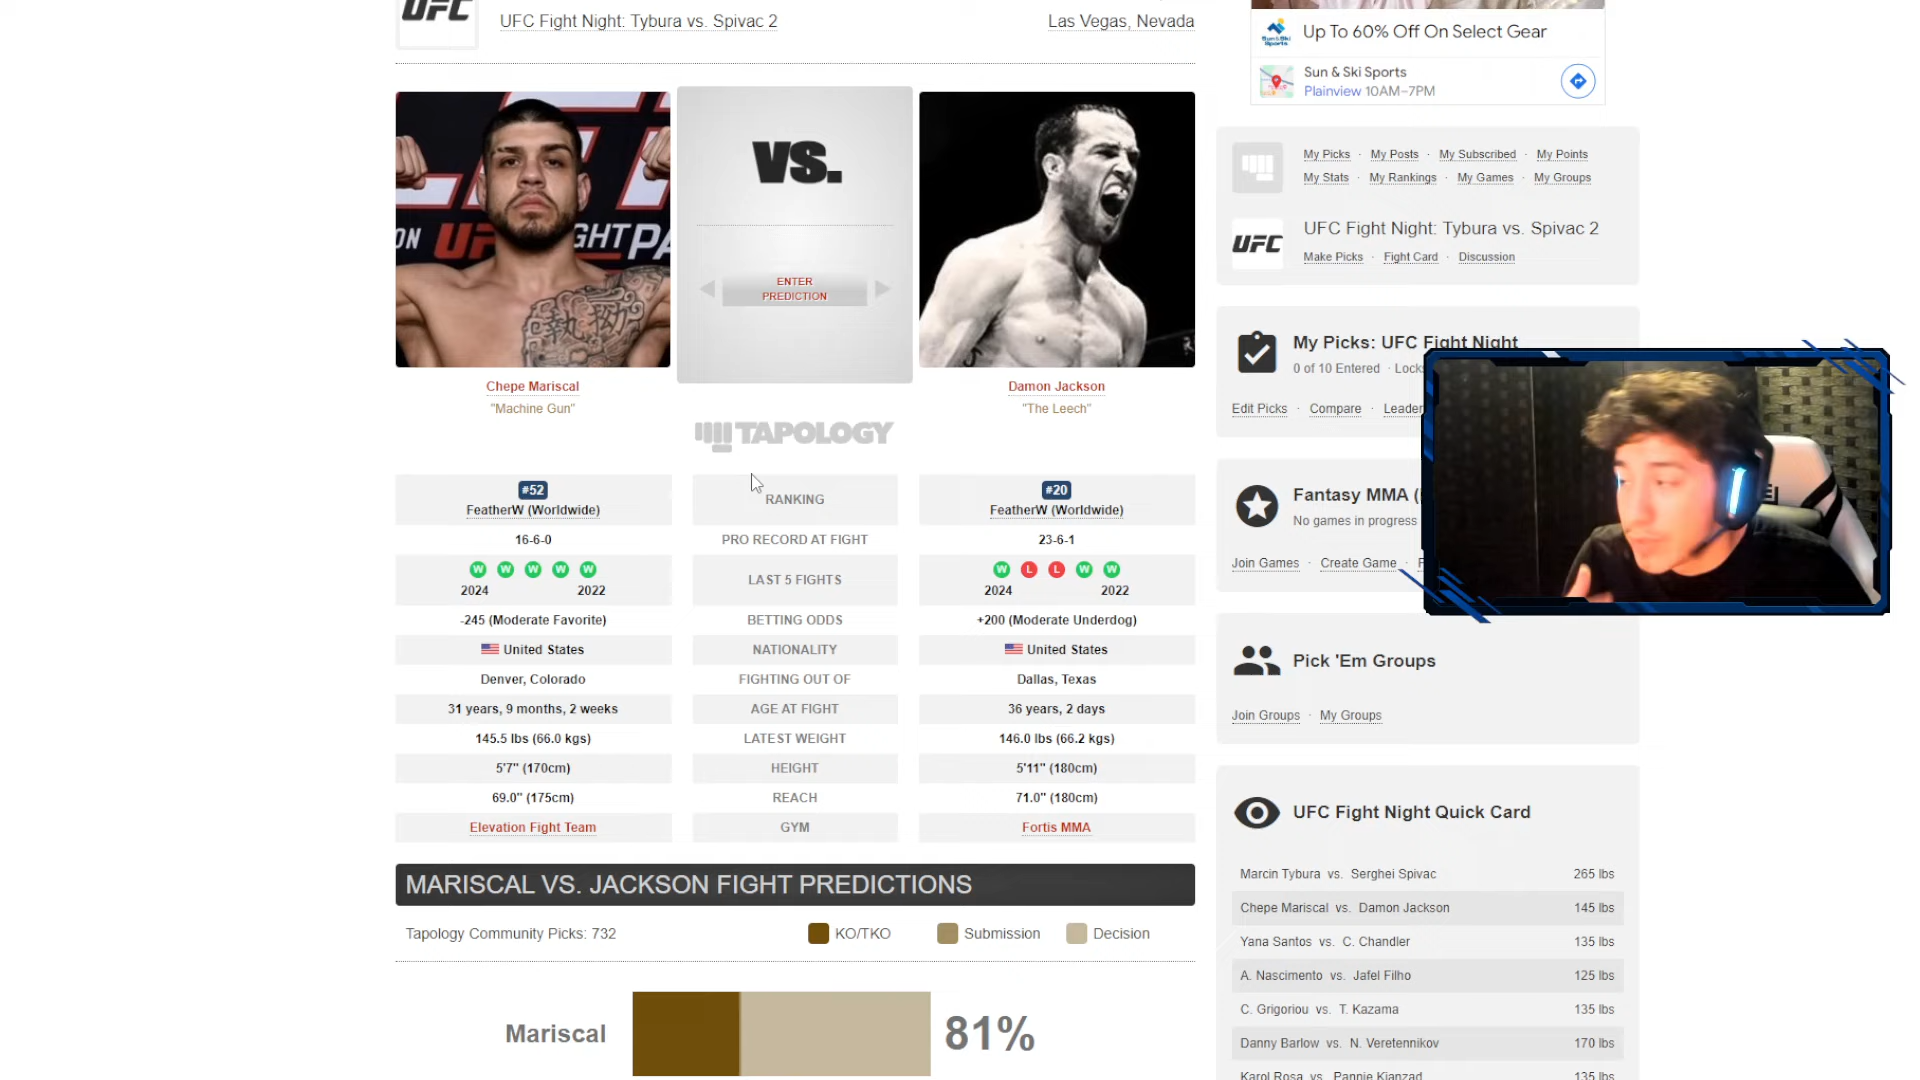 UFC
UFC Fight Night: Tybura vs. Spivac 2
Las Vegas, Nevada
VS.
ENTER
PREDICTION
Chepe Mariscal
"Machine Gun"
Damon Jackson
"The Leech"
TAPOLOGY
#52
FeatherW (Worldwide)
RANKING
#20
FeatherW (Worldwide)
16-6-0
PRO RECORD AT FIGHT
23-6-1
W W W W W
2024 2022
LAST 5 FIGHTS
W L L W W
2024 2022
-245 (Moderate Favorite)
BETTING ODDS
+200 (Moderate Underdog)
United States
NATIONALITY
United States
Denver, Colorado
FIGHTING OUT OF
Dallas, Texas
31 years, 9 months, 2 weeks
AGE AT FIGHT
36 years, 2 days
145.5 lbs (66.0 kgs)
LATEST WEIGHT
146.0 lbs (66.2 kgs)
5'7" (170cm)
HEIGHT
5'11" (180cm)
69.0" (175cm)
REACH
71.0" (180cm)
Elevation Fight Team
GYM
Fortis MMA
MARISCAL VS. JACKSON FIGHT PREDICTIONS
Tapology Community Picks: 732
KO/TKO
Submission
Decision
Mariscal
81%
Up To 60% Off On Select Gear
Sun & Ski Sports
Plainview 10AM–7PM
My Picks · My Posts · My Subscribed · My Points
My Stats · My Rankings · My Games · My Groups
UFC
UFC Fight Night: Tybura vs. Spivac 2
Make Picks · Fight Card · Discussion
My Picks: UFC Fight Night
0 of 10 Entered · Lock
Edit Picks · Compare · Leader
Fantasy MMA (
No games in progress
Join Games · Create Game ·
Pick 'Em Groups
Join Groups · My Groups
UFC Fight Night Quick Card
Marcin Tybura vs. Serghei Spivac 265 lbs
Chepe Mariscal vs. Damon Jackson 145 lbs
Yana Santos vs. C. Chandler 135 lbs
A. Nascimento vs. Jafel Filho 125 lbs
C. Grigoriou vs. T. Kazama 135 lbs
Danny Barlow vs. N. Veretennikov 170 lbs
Karol Rosa vs. Pannie Kianzad 135 lbs